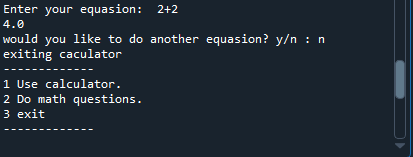 Enter your equasion:  2+2
4.0
would you like to do another equasion? y/n : n
exiting caculator
-------------
1 Use calculator.
2 Do math questions.
3 exit
-------------